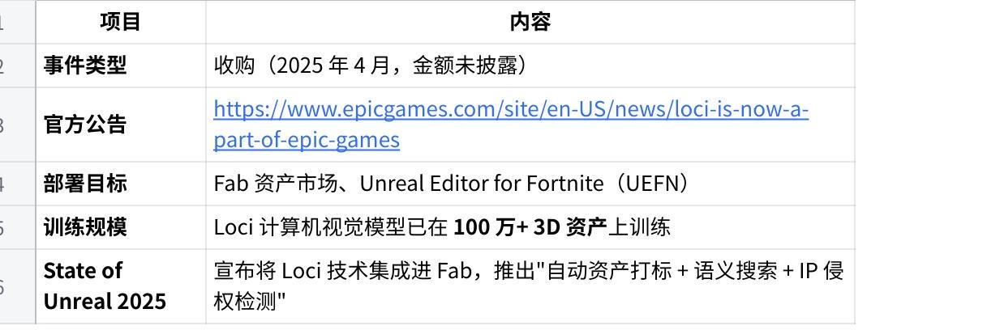 1
项目
内容
2
事件类型
收购（2025 年 4 月，金额未披露）
3
官方公告
https://www.epicgames.com/site/en-US/news/loci-is-now-a-
part-of-epic-games
4
部署目标
Fab 资产市场、Unreal Editor for Fortnite（UEFN）
5
训练规模
Loci 计算机视觉模型已在 100 万+ 3D 资产上训练
6
State of
Unreal 2025
宣布将 Loci 技术集成进 Fab，推出"自动资产打标 + 语义搜索 + IP 侵
权检测"